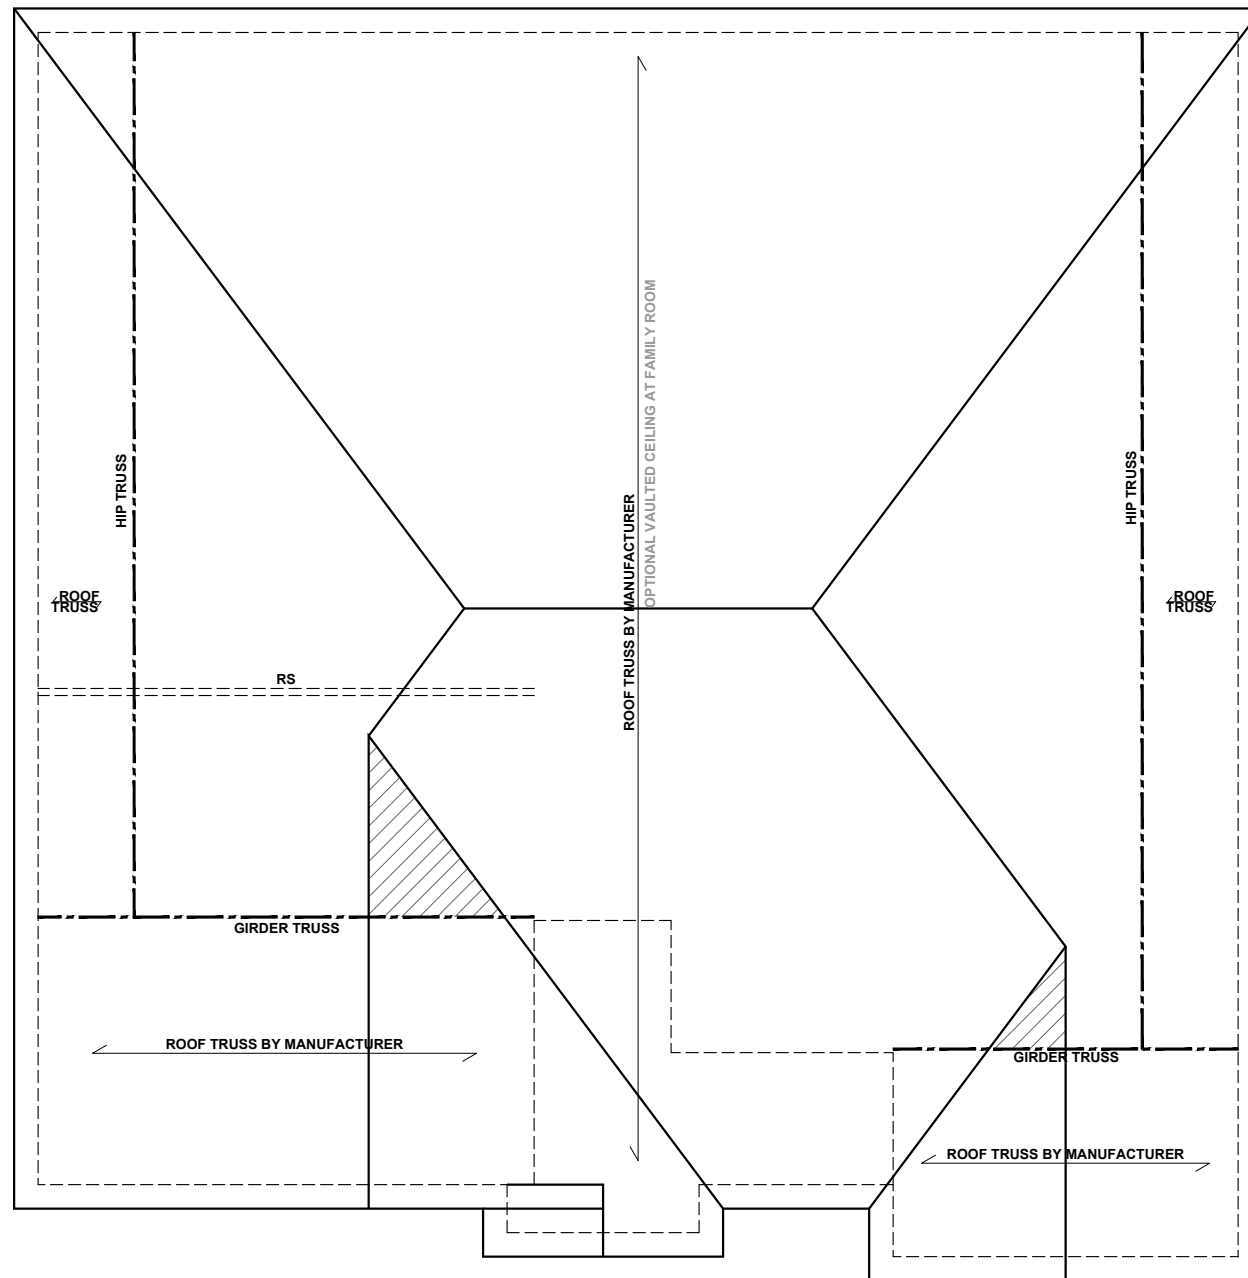 OPTIONAL VAULTED CEILING AT FAMILY ROOM
HIP TRUSS
HIP TRUSS
ROOF TRUSS BY MANUFACTURER
ROOF
TRUSS
ROOF
TRUSS
RS
GIRDER TRUSS
ROOF TRUSS BY MANUFACTURER
GIRDER TRUSS
ROOF TRUSS BY MANUFACTURER